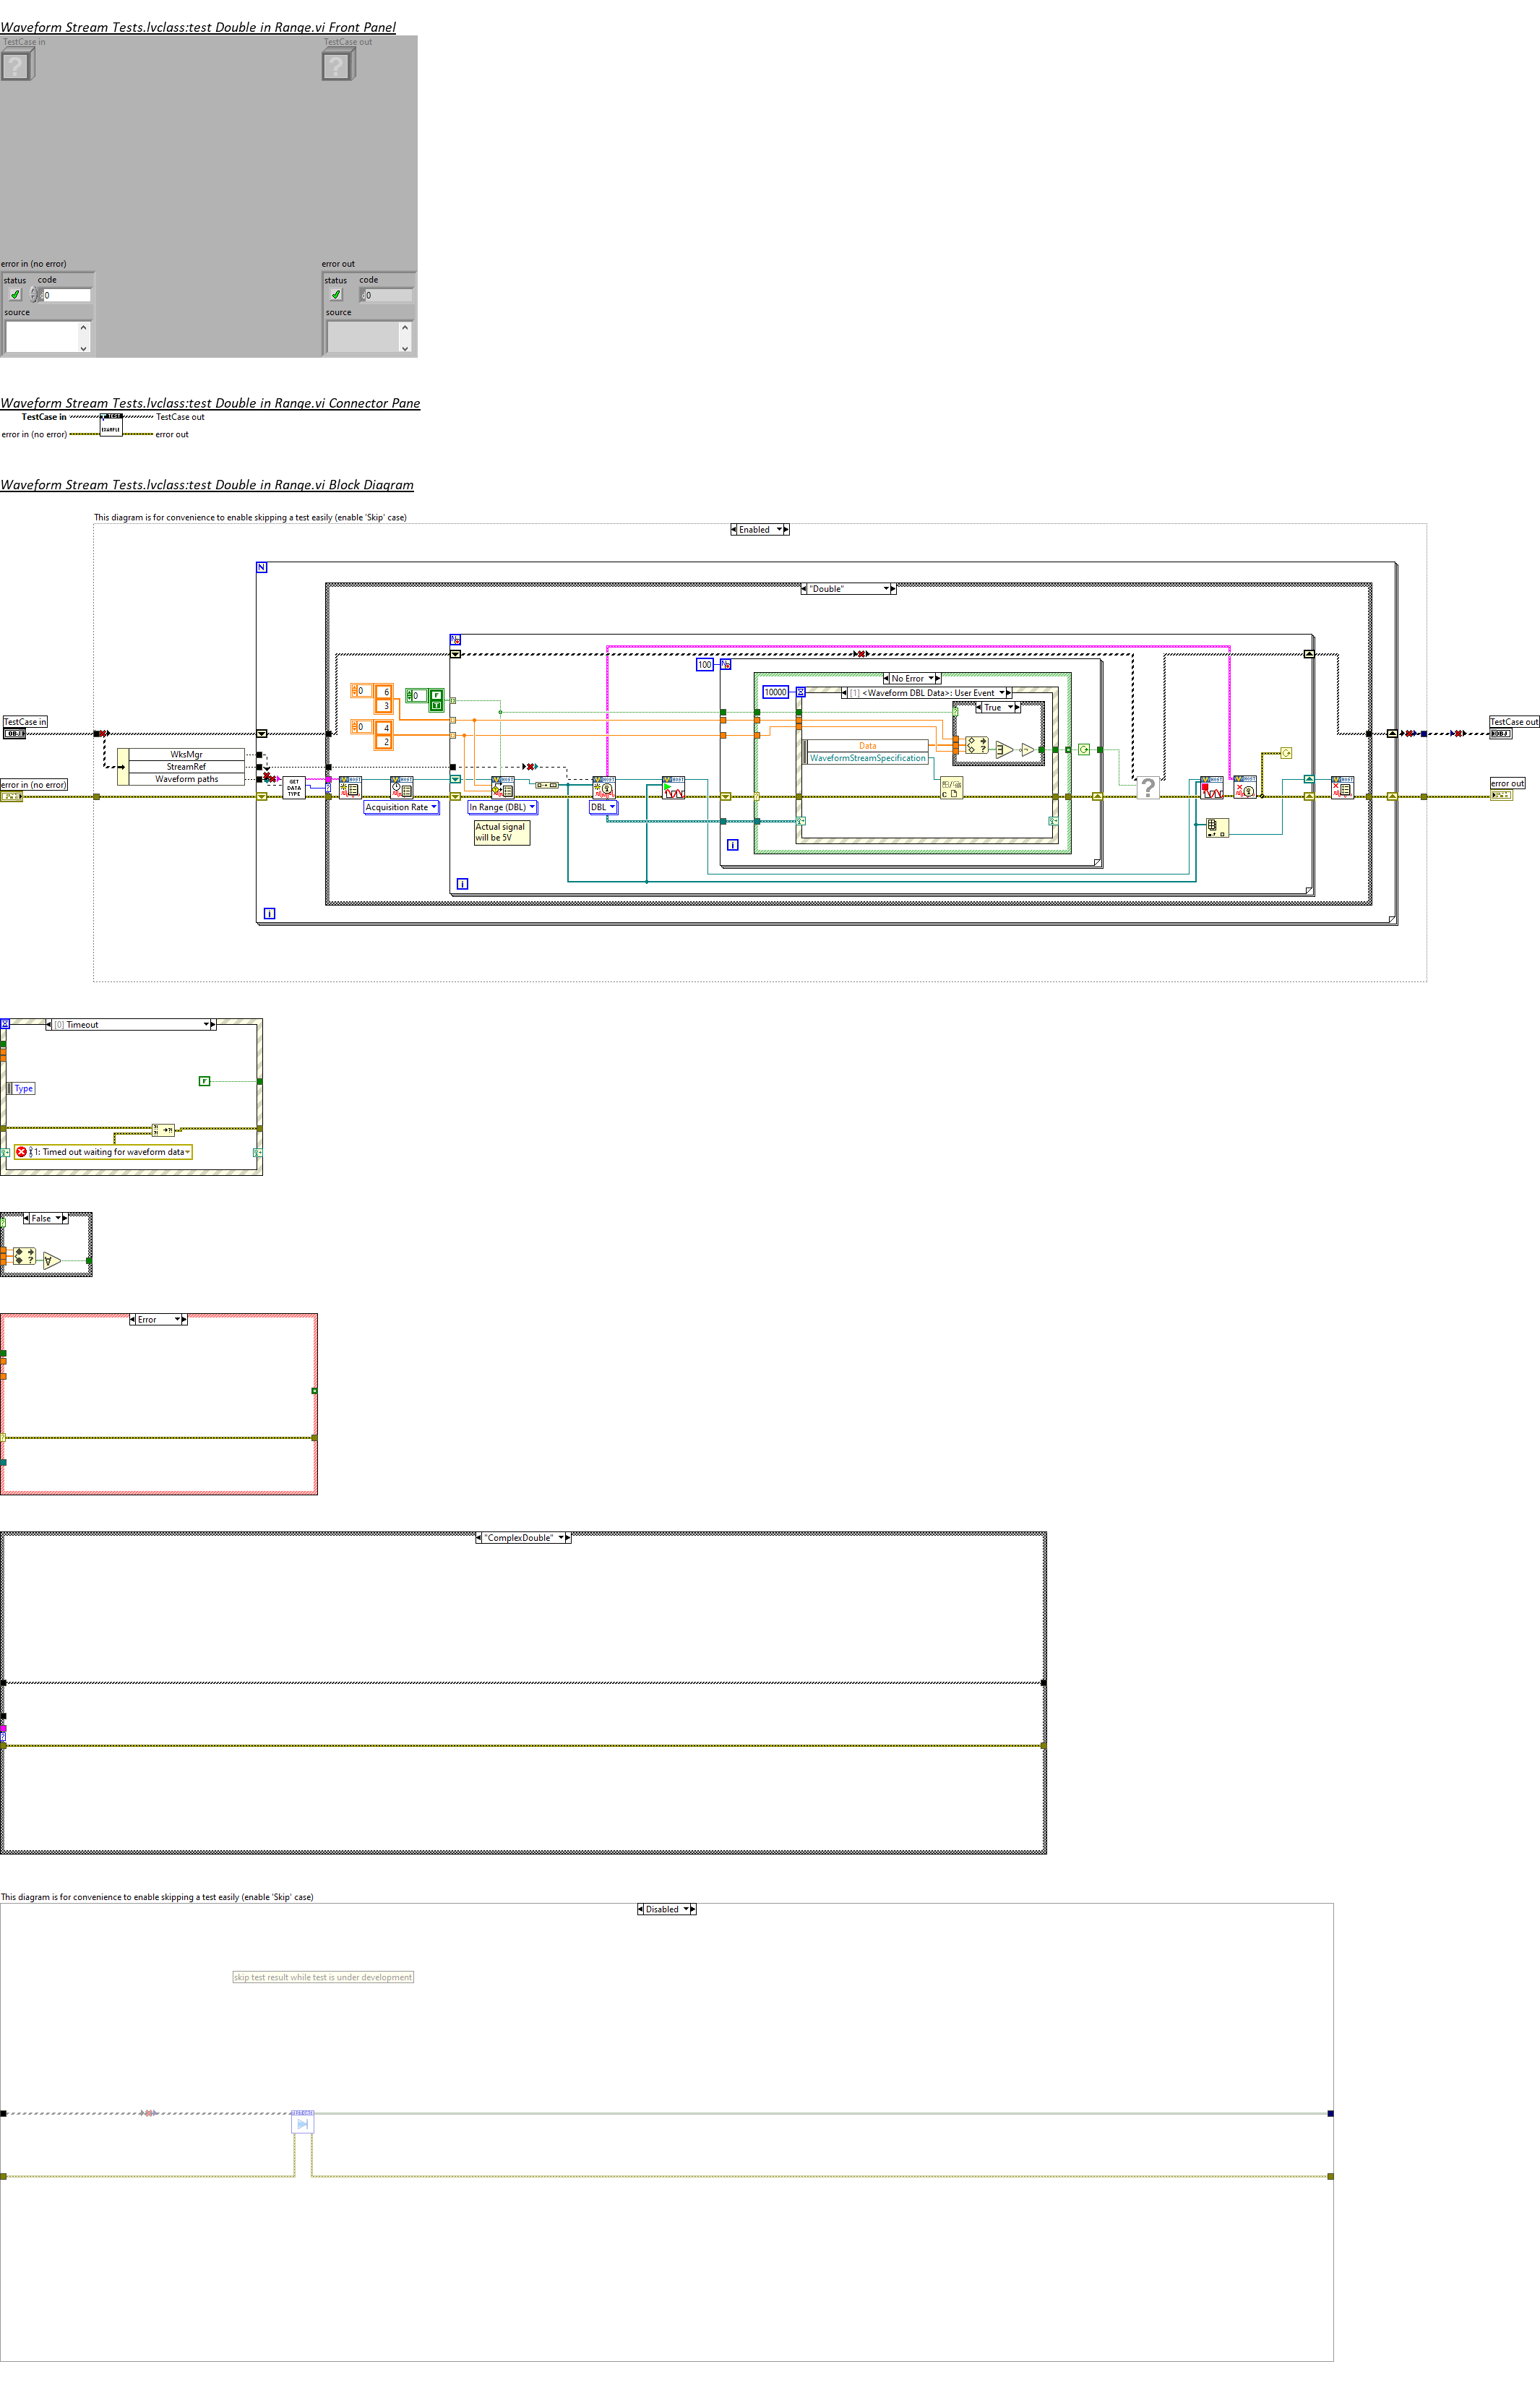 Waveform Stream Tests.lvclass:test Double in Range.vi Front Panel
TestCase in
TestCase out
error in (no error)
error out
status code
0
source
status code
0
source
Waveform Stream Tests.lvclass:test Double in Range.vi Connector Pane
TestCase in
TEST
TestCase out
EXAMPLE
error in (no error)
error out
Waveform Stream Tests.lvclass:test Double in Range.vi Block Diagram
This diagram is for convenience to enable skipping a test easily (enable 'Skip' case)
Enabled
N
"Double"
N
100
N
No Error
10000
[1] <Waveform DBL Data>: User Event
0
6
3
0
F
T
True
0
4
2
TestCase in
OBJ
TestCase out
OBJ
WksMgr
StreamRef
Waveform paths
Data
WaveformStreamSpecification
error in (no error)
GET DATA TYPE
error out
Acquisition Rate
In Range (DBL)
DBL
Actual signal
will be 5V
i
i
i
[0] Timeout
F
Type
1: Timed out waiting for waveform data
False
Error
"ComplexDouble"
This diagram is for convenience to enable skipping a test easily (enable 'Skip' case)
Disabled
skip test result while test is under development